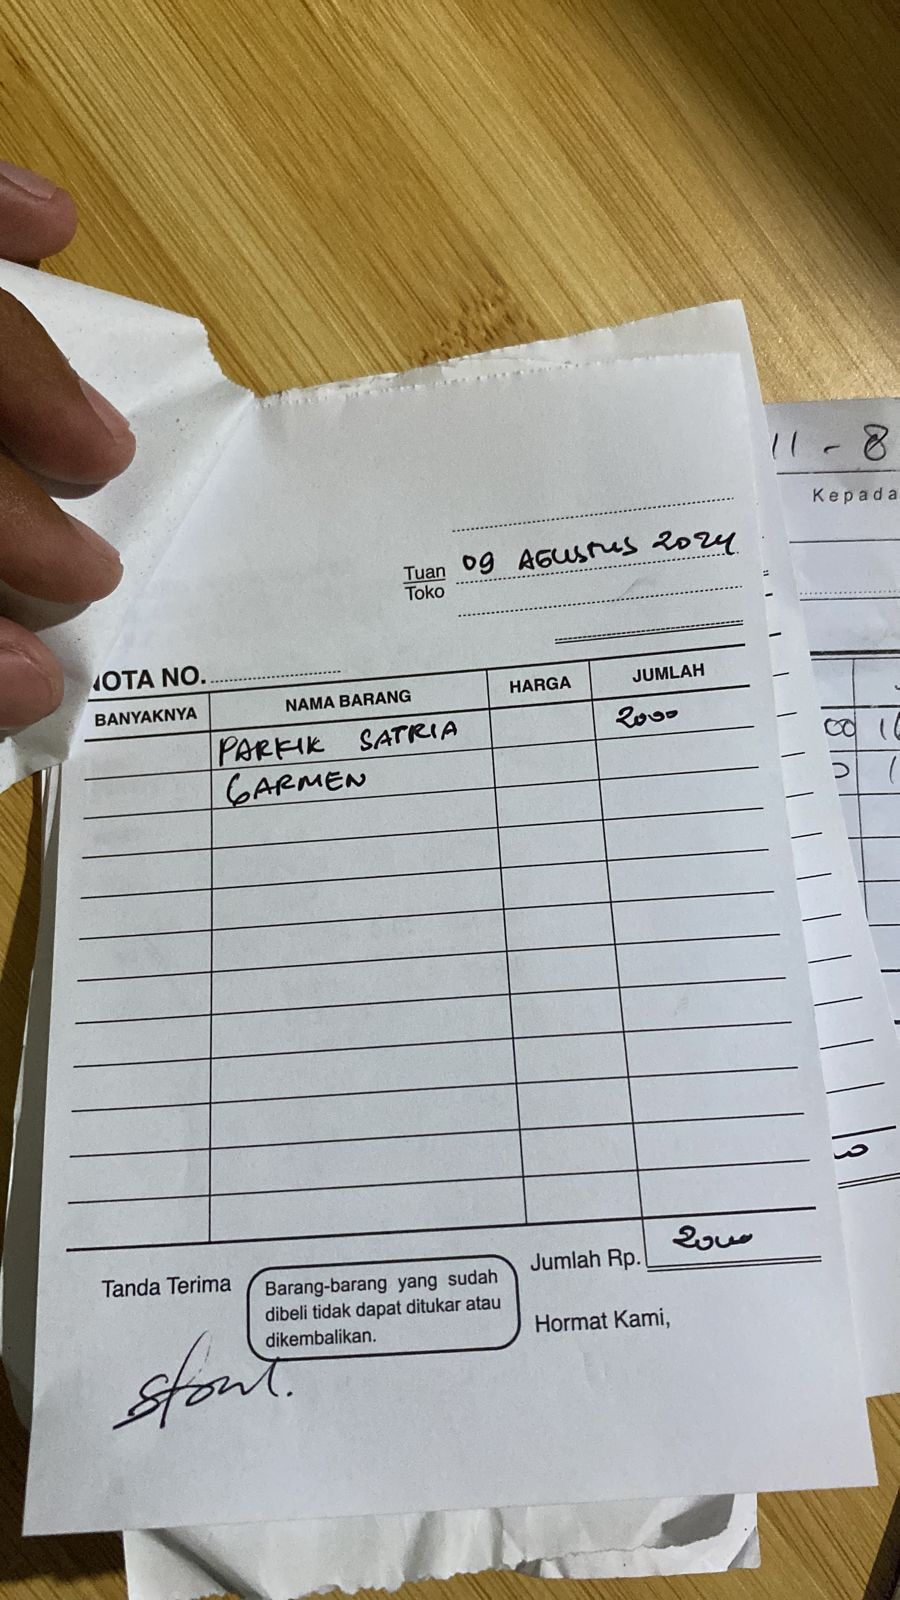 11 - 8
Kepada
09 AGUSTUS 2024
Tuan
Toko
NOTA NO.
BANYAKNYA NAMA BARANG HARGA JUMLAH
PARKIK SATRIA 2000
GARMEN
Jumlah Rp. 2000
Tanda Terima
Barang-barang yang sudah
dibeli tidak dapat ditukar atau
dikembalikan.
Hormat Kami,